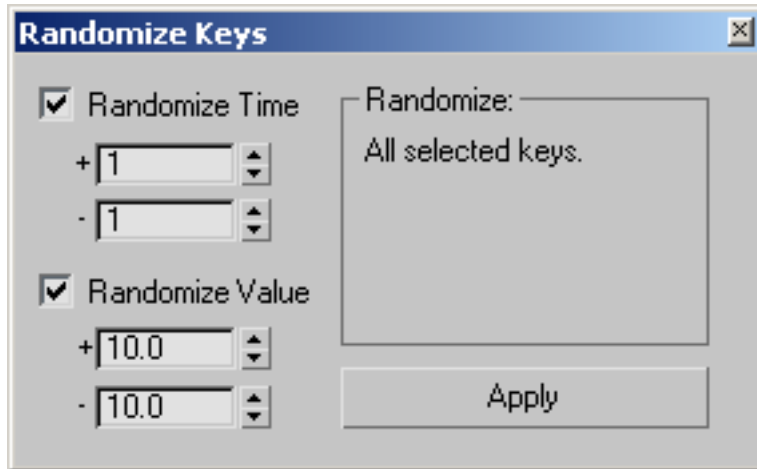 Randomize Keys
Randomize Time
+ 1
- 1
Randomize Value
+ 10.0
- 10.0
Randomize:
All selected keys.
Apply